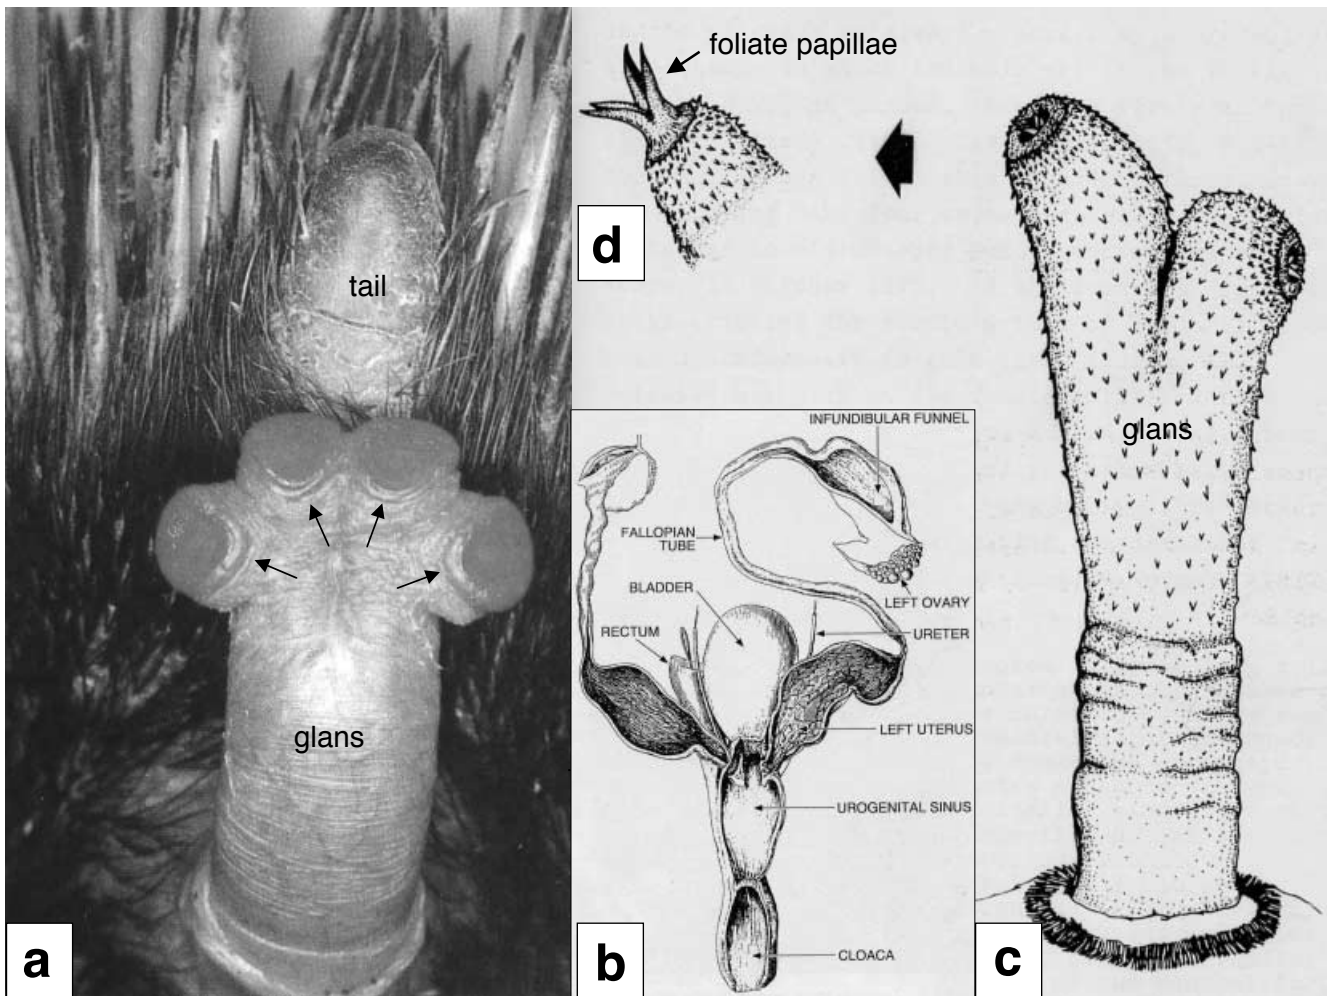 tail
glans
a
foliate papillae
d
INFUNDIBULAR FUNNEL
FALLOPIAN
TUBE
BLADDER
LEFT OVARY
RECTUM
URETER
LEFT UTERUS
UROGENITAL SINUS
CLOACA
b
glans
c